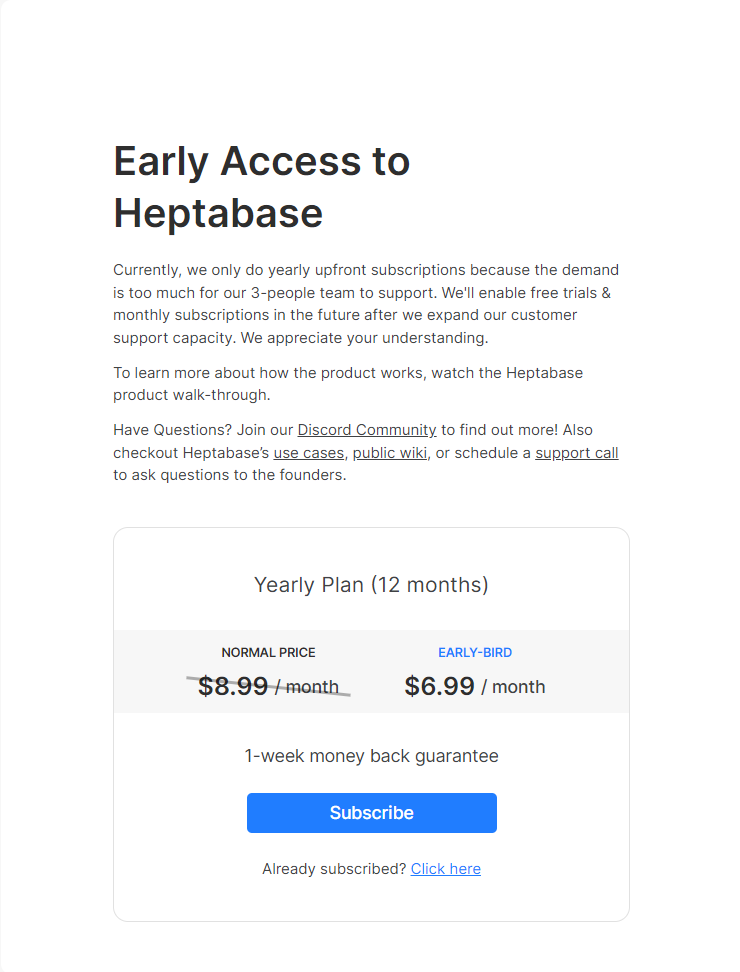 Early Access to
Heptabase
Currently, we only do yearly upfront subscriptions because the demand
is too much for our 3-people team to support. We'll enable free trials &
monthly subscriptions in the future after we expand our customer
support capacity. We appreciate your understanding.
To learn more about how the product works, watch the Heptabase
product walk-through.
Have Questions? Join our Discord Community to find out more! Also
checkout Heptabase’s use cases, public wiki, or schedule a support call
to ask questions to the founders.
Yearly Plan (12 months)
NORMAL PRICE EARLY-BIRD
$8.99 / month $6.99 / month
1-week money back guarantee
Subscribe
Already subscribed? Click here